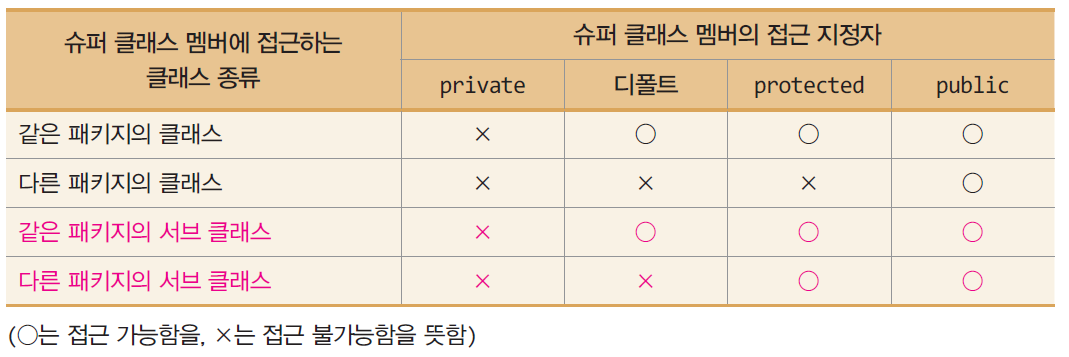 슈퍼 클래스 멤버에 접근하는
클래스 종류
슈퍼 클래스 멤버의 접근 지정자
private 디폴트 protected public
같은 패키지의 클래스 × ○ ○ ○
다른 패키지의 클래스 × × × ○
같은 패키지의 서브 클래스 × ○ ○ ○
다른 패키지의 서브 클래스 × × ○ ○
(○는 접근 가능함을, ×는 접근 불가능함을 뜻함)